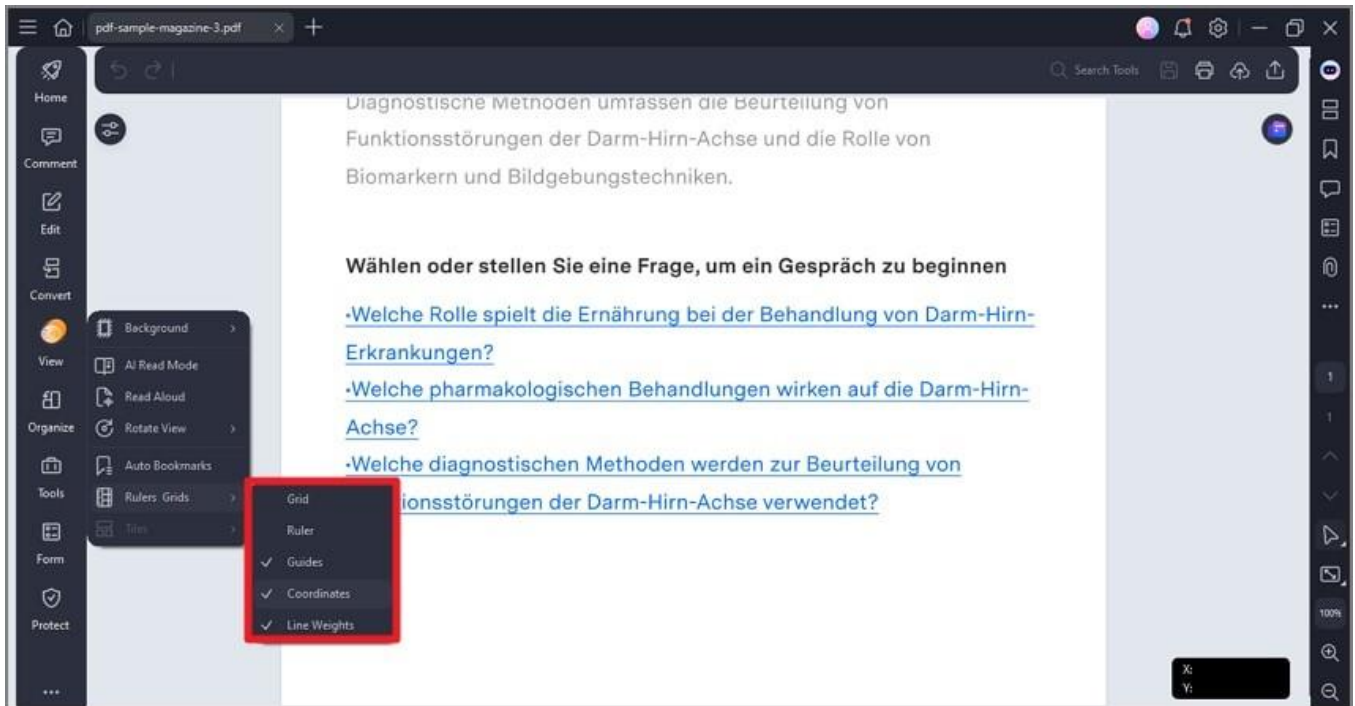 pdf-sample-magazine-3.pdf
Search Tools
Home
Comment
Edit
Convert
View
Organize
Tools
Form
Protect
Diagnostische Methoden umfassen die Beurteilung von
Funktionsstörungen der Darm-Hirn-Achse und die Rolle von
Biomarkern und Bildgebungstechniken.
Wählen oder stellen Sie eine Frage, um ein Gespräch zu beginnen
•Welche Rolle spielt die Ernährung bei der Behandlung von Darm-Hirn-
Erkrankungen?
•Welche pharmakologischen Behandlungen wirken auf die Darm-Hirn-
Achse?
•Welche diagnostischen Methoden werden zur Beurteilung von
ionsstörungen der Darm-Hirn-Achse verwendet?
Background
AI Read Mode
Read Aloud
Rotate View
Auto Bookmarks
Rulers Grids
Tiles
Grid
Ruler
Guides
Coordinates
Line Weights
1
1
100%
X:
Y: